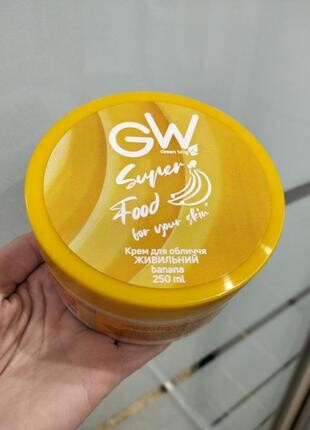 GW
Green Way
Super
Food
for your skin
Крем для обличчя
ЖИВИЛЬНИЙ
banana
250 ml